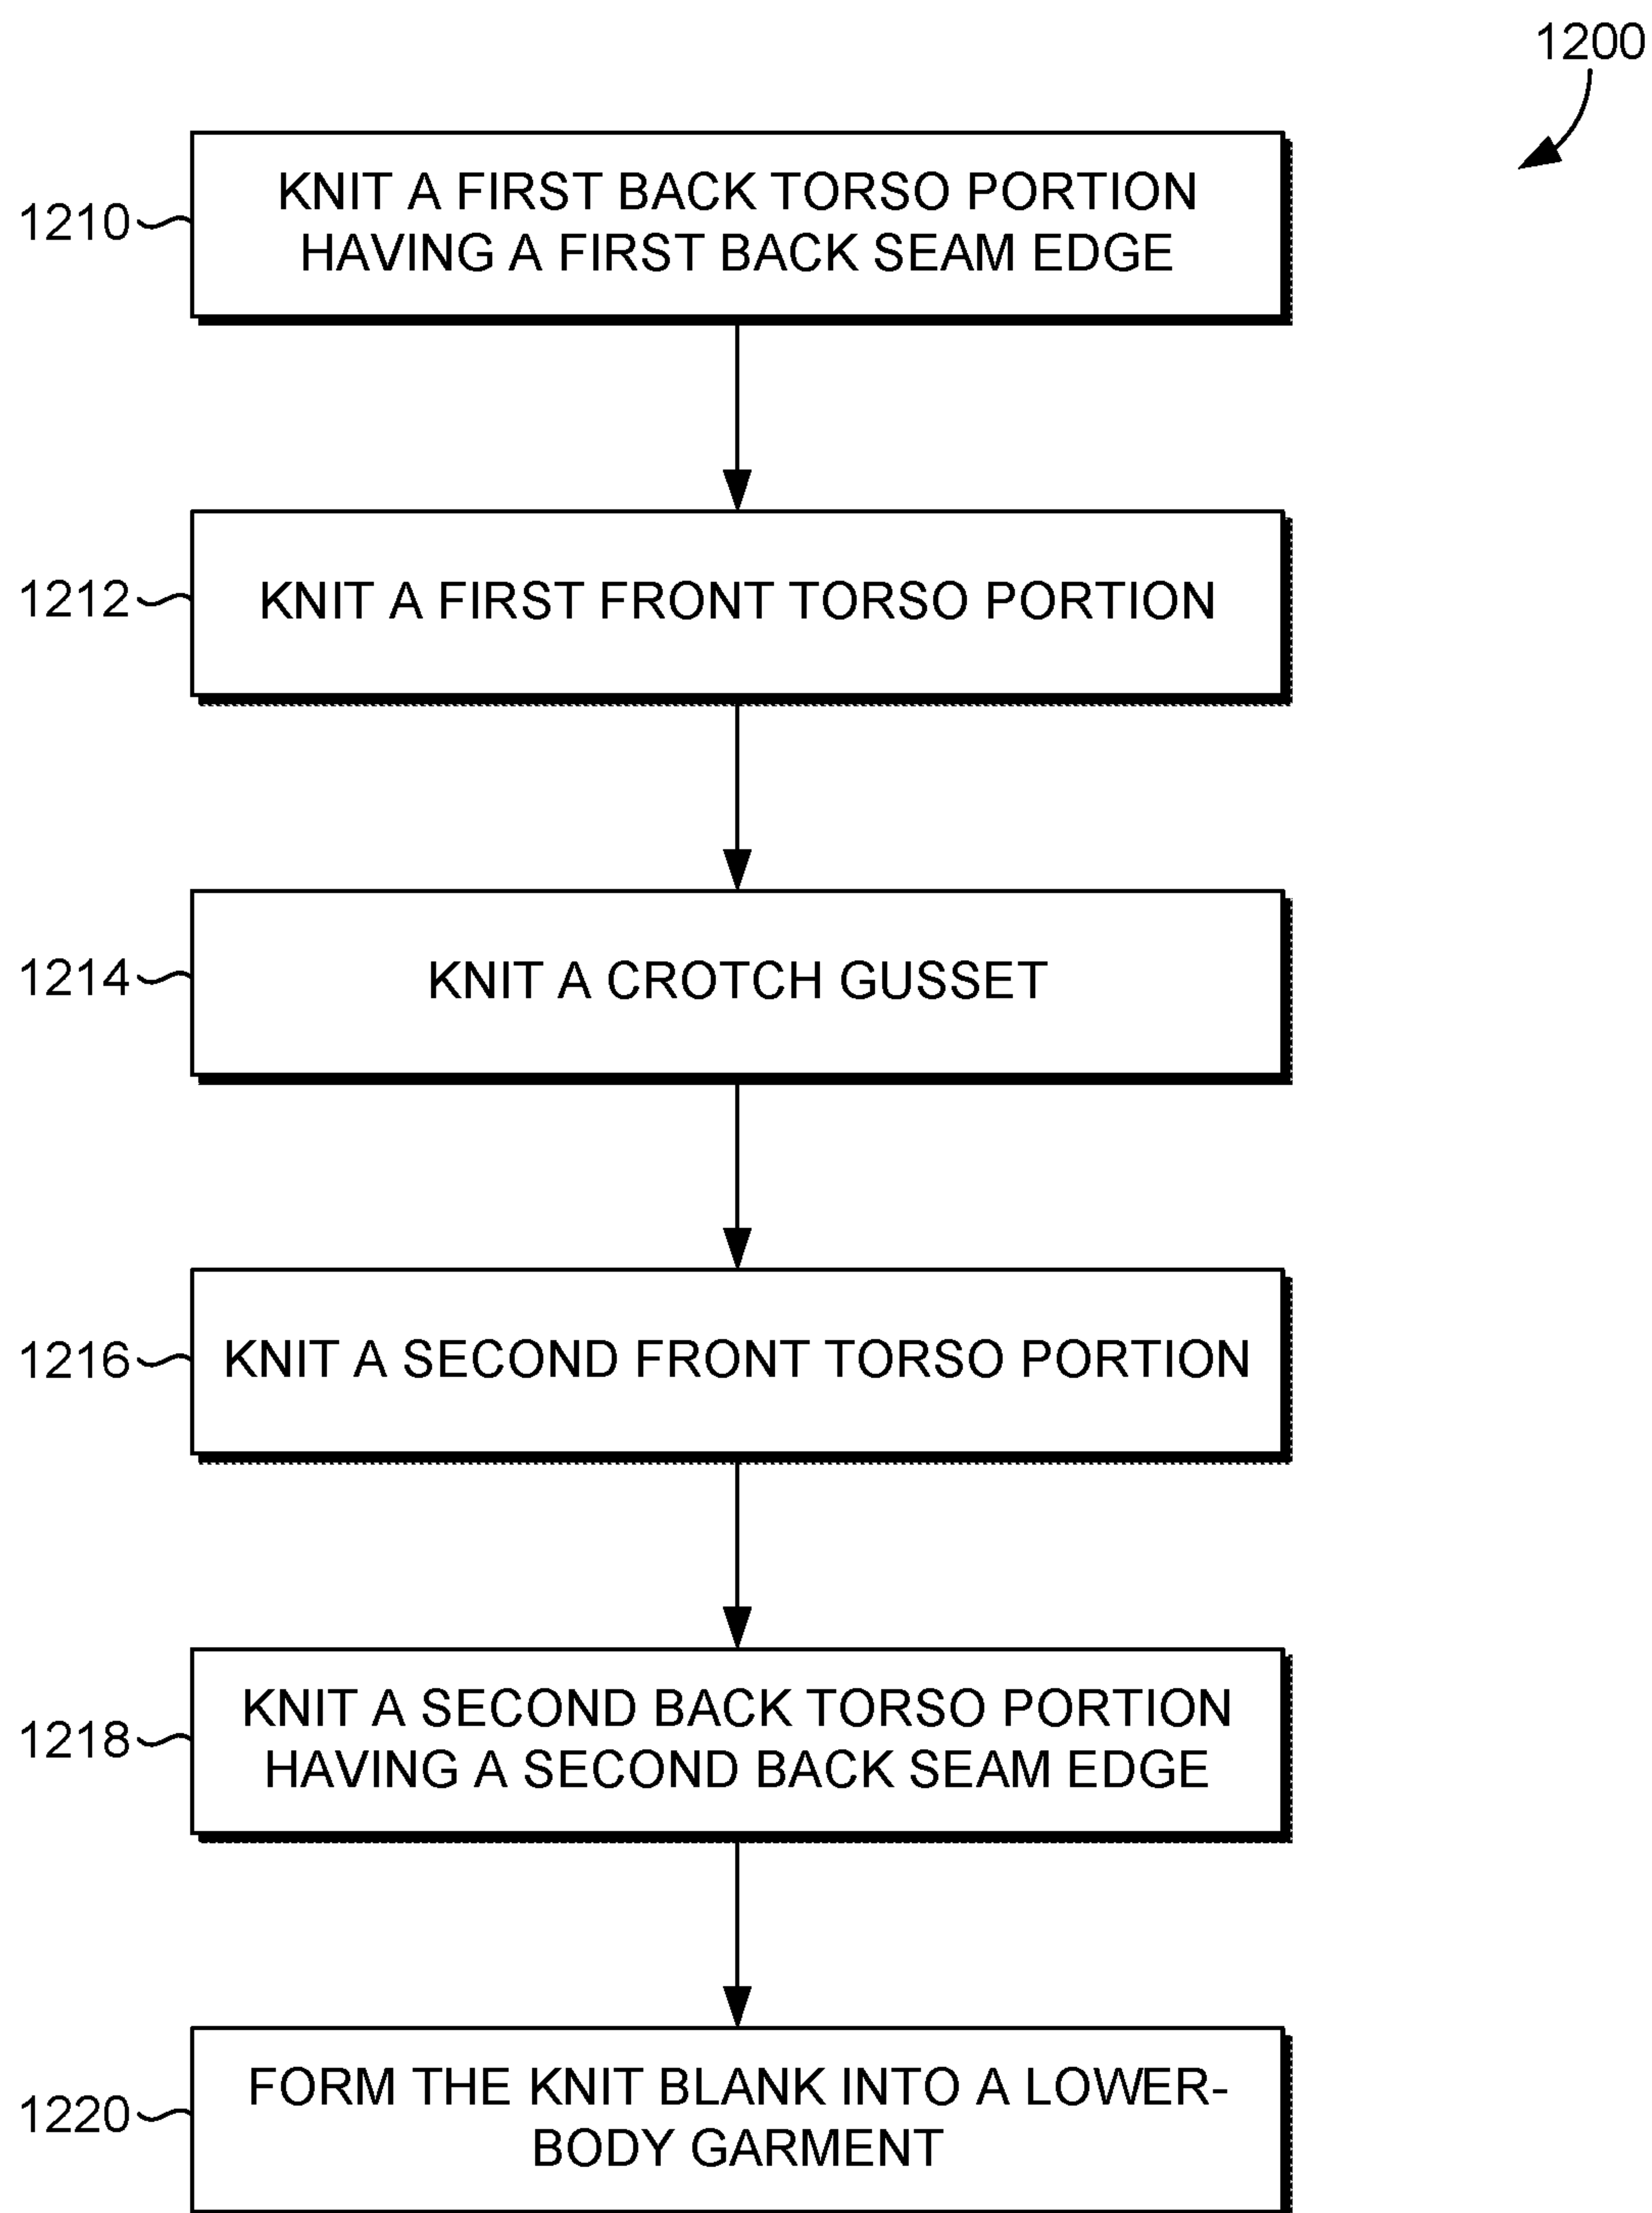 1200
1210
KNIT A FIRST BACK TORSO PORTION
HAVING A FIRST BACK SEAM EDGE
1212
KNIT A FIRST FRONT TORSO PORTION
1214
KNIT A CROTCH GUSSET
1216
KNIT A SECOND FRONT TORSO PORTION
1218
KNIT A SECOND BACK TORSO PORTION
HAVING A SECOND BACK SEAM EDGE
1220
FORM THE KNIT BLANK INTO A LOWER-
BODY GARMENT